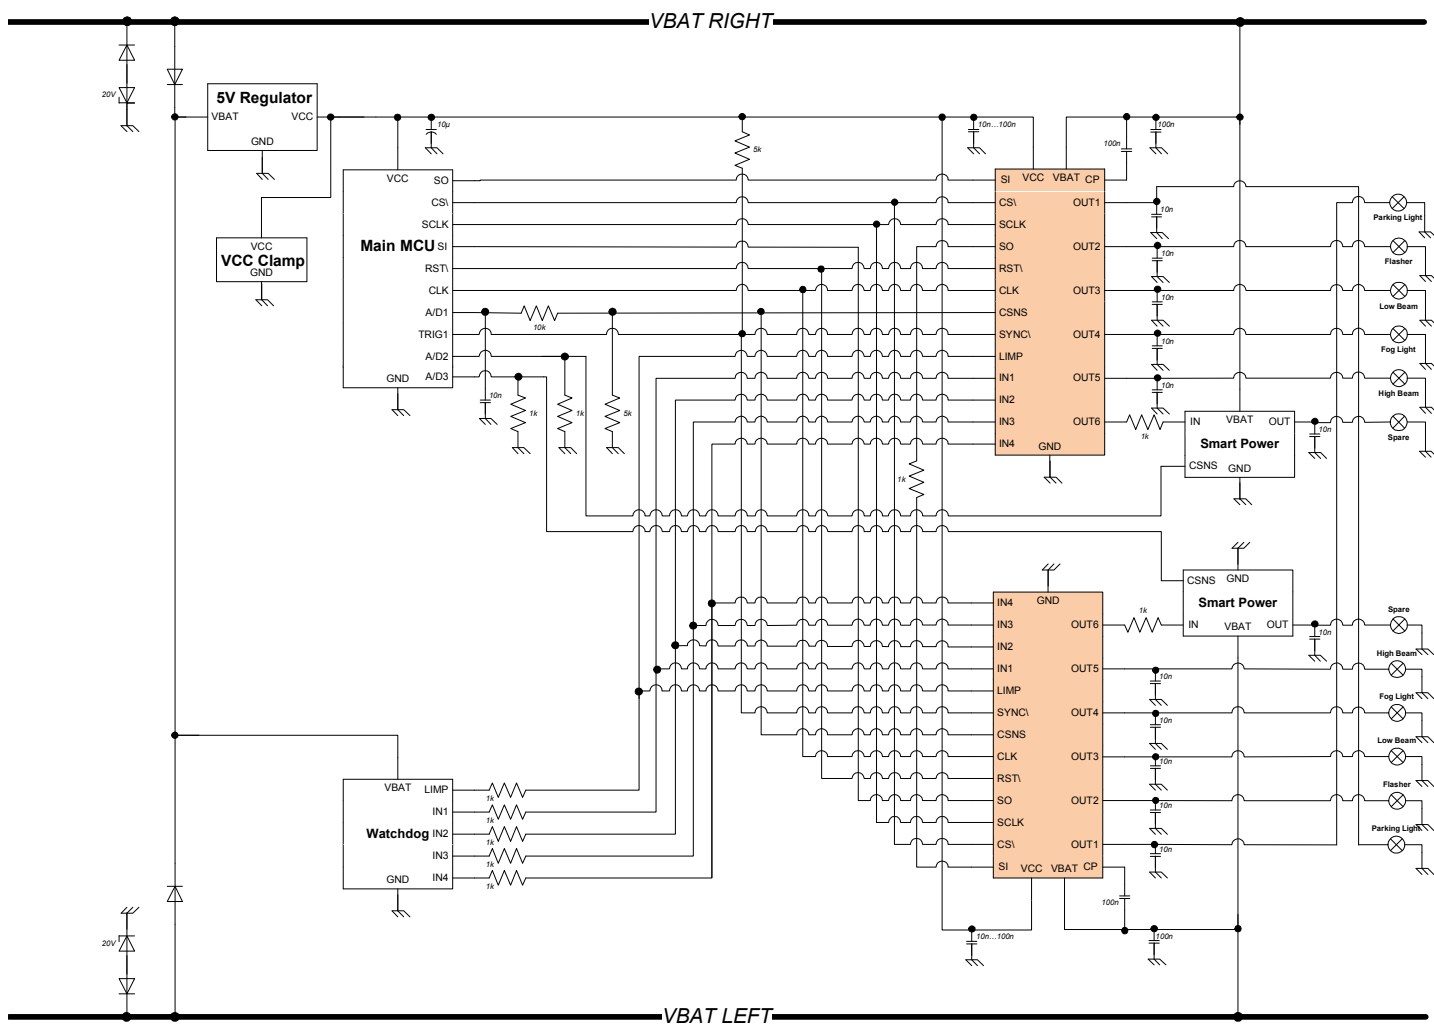 VBAT RIGHT
20V
5V Regulator
VBAT
VCC
GND
10µ
5k
10n...100n
100n
100n
VCC
Main MCU
SO
CS\
SCLK
SI
RST\
CLK
A/D1
TRIG1
A/D2
A/D3
GND
VCC
VCC Clamp
GND
10k
10n
1k
1k
5k
SI
VCC
VBAT
CP
CS\
SCLK
SO
RST\
CLK
CSNS
SYNC\
LIMP
IN1
IN2
IN3
IN4
GND
OUT1
OUT2
OUT3
OUT4
OUT5
OUT6
10n
10n
10n
10n
10n
1k
IN
VBAT
OUT
Smart Power
CSNS
GND
10n
Parking Light
Flasher
Low Beam
Fog Light
High Beam
Spare
1k
CSNS
GND
Smart Power
IN
VBAT
OUT
10n
1k
IN4
GND
IN3
IN2
IN1
LIMP
SYNC\
CSNS
CLK
RST\
SO
SCLK
CS\
SI
VCC
VBAT
CP
OUT6
OUT5
OUT4
OUT3
OUT2
OUT1
10n
10n
10n
10n
10n
Spare
High Beam
Fog Light
Low Beam
Flasher
Parking Light
VBAT
LIMP
IN1
Watchdog
IN2
IN3
IN4
GND
1k
1k
1k
1k
1k
100n
10n...100n
100n
20V
VBAT LEFT